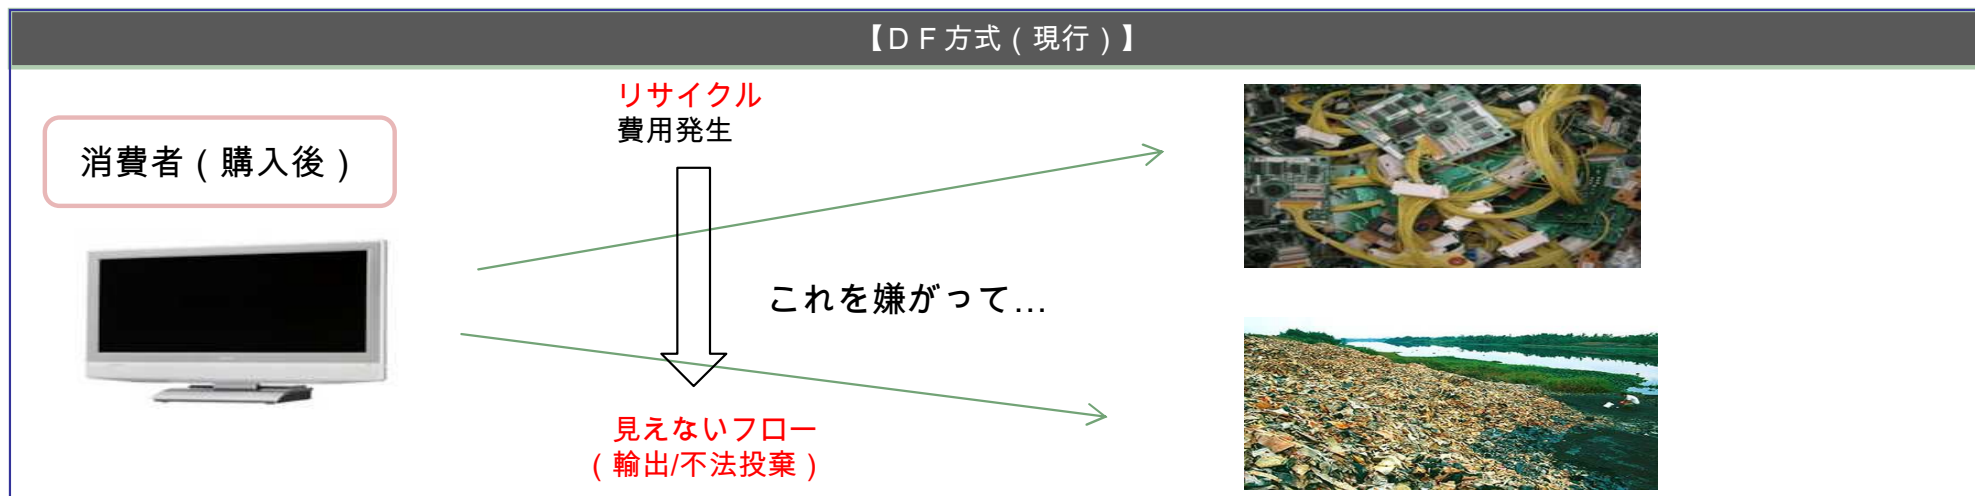 【ＤＦ方式（現行）】
リサイクル
費用発生
消費者（購入後）
これを嫌がって…
見えないフロー
（輸出/不法投棄）